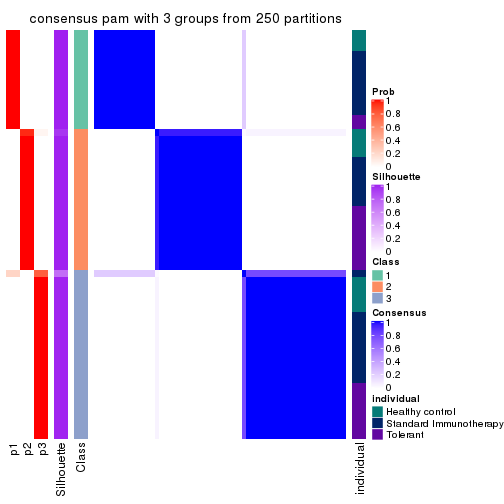 consensus pam with 3 groups from 250 partitions
Prob
1
0.8
0.6
0.4
0.2
0
Silhouette
1
0.8
0.6
0.4
0.2
0
Class
1
2
3
Consensus
1
0.8
0.6
0.4
0.2
0
individual
Healthy control
Standard Immunotherapy
Tolerant
p1
p2
p3
Silhouette
Class
individual